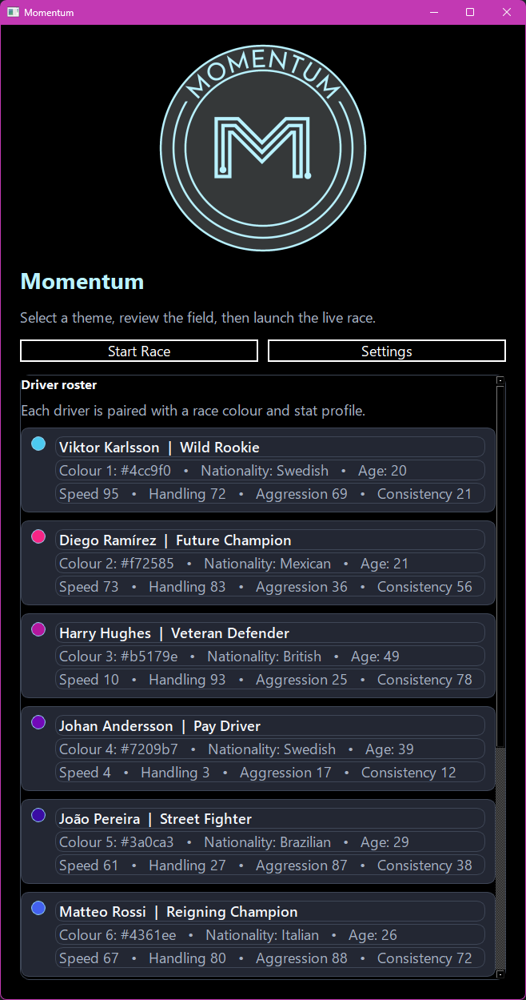 Momentum
MOMENTUM
M
Momentum
Select a theme, review the field, then launch the live race.
Start Race
Settings
Driver roster
Each driver is paired with a race colour and stat profile.
Viktor Karlsson | Wild Rookie
Colour 1: #4cc9f0 • Nationality: Swedish • Age: 20
Speed 95 • Handling 72 • Aggression 69 • Consistency 21
Diego Ramírez | Future Champion
Colour 2: #f72585 • Nationality: Mexican • Age: 21
Speed 73 • Handling 83 • Aggression 36 • Consistency 56
Harry Hughes | Veteran Defender
Colour 3: #b5179e • Nationality: British • Age: 49
Speed 10 • Handling 93 • Aggression 25 • Consistency 78
Johan Andersson | Pay Driver
Colour 4: #7209b7 • Nationality: Swedish • Age: 39
Speed 4 • Handling 3 • Aggression 17 • Consistency 12
João Pereira | Street Fighter
Colour 5: #3a0ca3 • Nationality: Brazilian • Age: 29
Speed 61 • Handling 27 • Aggression 87 • Consistency 38
Matteo Rossi | Reigning Champion
Colour 6: #4361ee • Nationality: Italian • Age: 26
Speed 67 • Handling 80 • Aggression 88 • Consistency 72